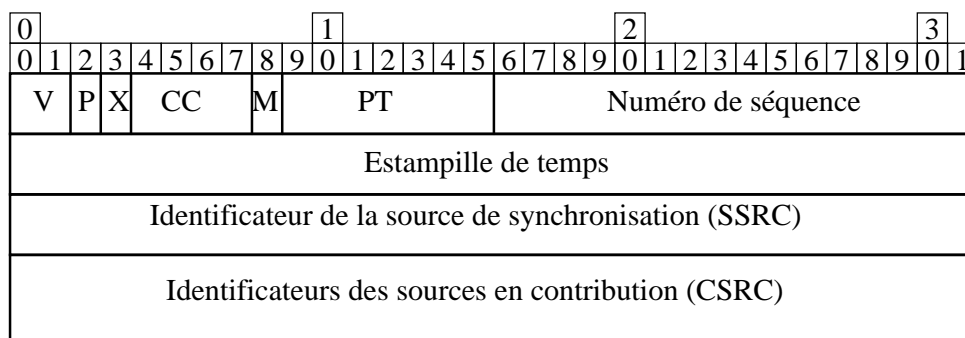 0 1 2 3
0 1 2 3 4 5 6 7 8 9 0 1 2 3 4 5 6 7 8 9 0 1 2 3 4 5 6 7 8 9 0 1
V P X CC M PT Numéro de séquence
Estampille de temps
Identificateur de la source de synchronisation (SSRC)
Identificateurs des sources en contribution (CSRC)